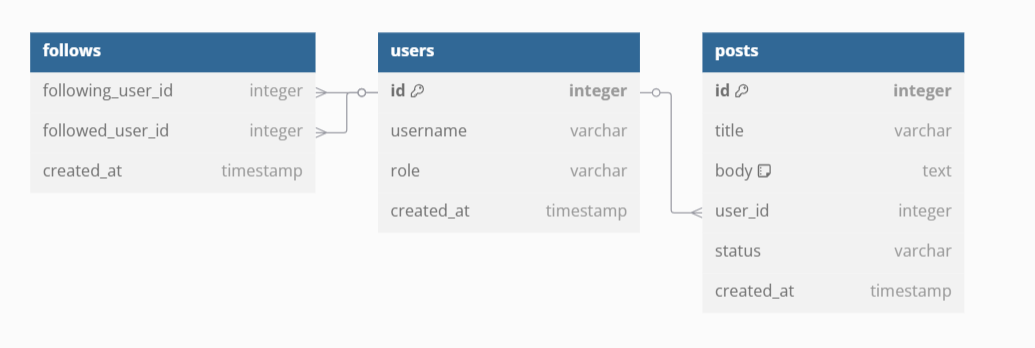 follows
following_user_id integer
followed_user_id integer
created_at timestamp
users
id integer
username varchar
role varchar
created_at timestamp
posts
id integer
title varchar
body text
user_id integer
status varchar
created_at timestamp